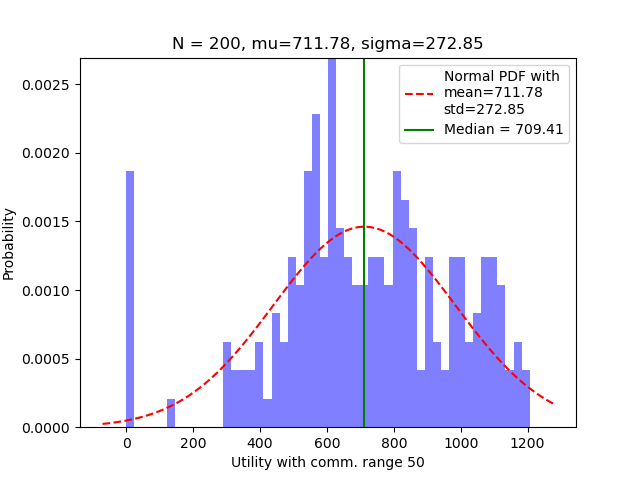 N = 200, mu=711.78, sigma=272.85
Normal PDF with
mean=711.78
std=272.85
Median = 709.41
Probability
0.0025
0.0020
0.0015
0.0010
0.0005
0.0000
0 200 400 600 800 1000 1200
Utility with comm. range 50